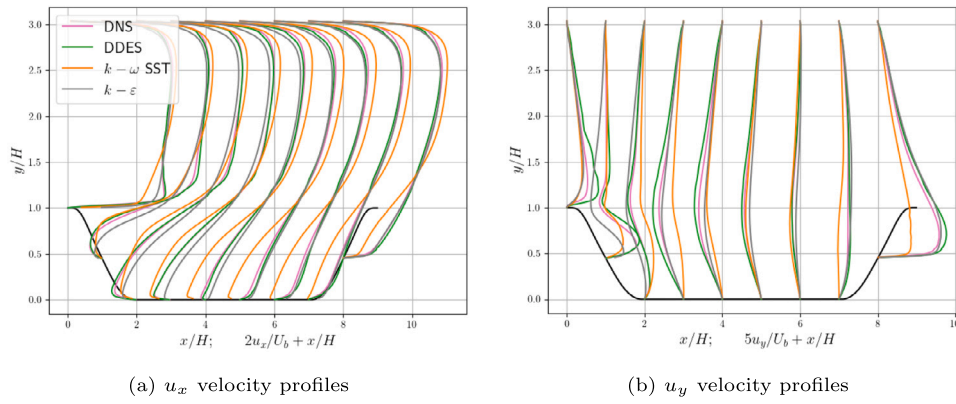 DNS
DDES
k − ω SST
k − ε
y/H
3.0
2.5
2.0
1.5
1.0
0.5
0.0
0 2 4 6 8 10
x/H; 2u_x/U_b + x/H
(a) u_x velocity profiles
y/H
3.0
2.5
2.0
1.5
1.0
0.5
0.0
0 2 4 6 8 10
x/H; 5u_y/U_b + x/H
(b) u_y velocity profiles